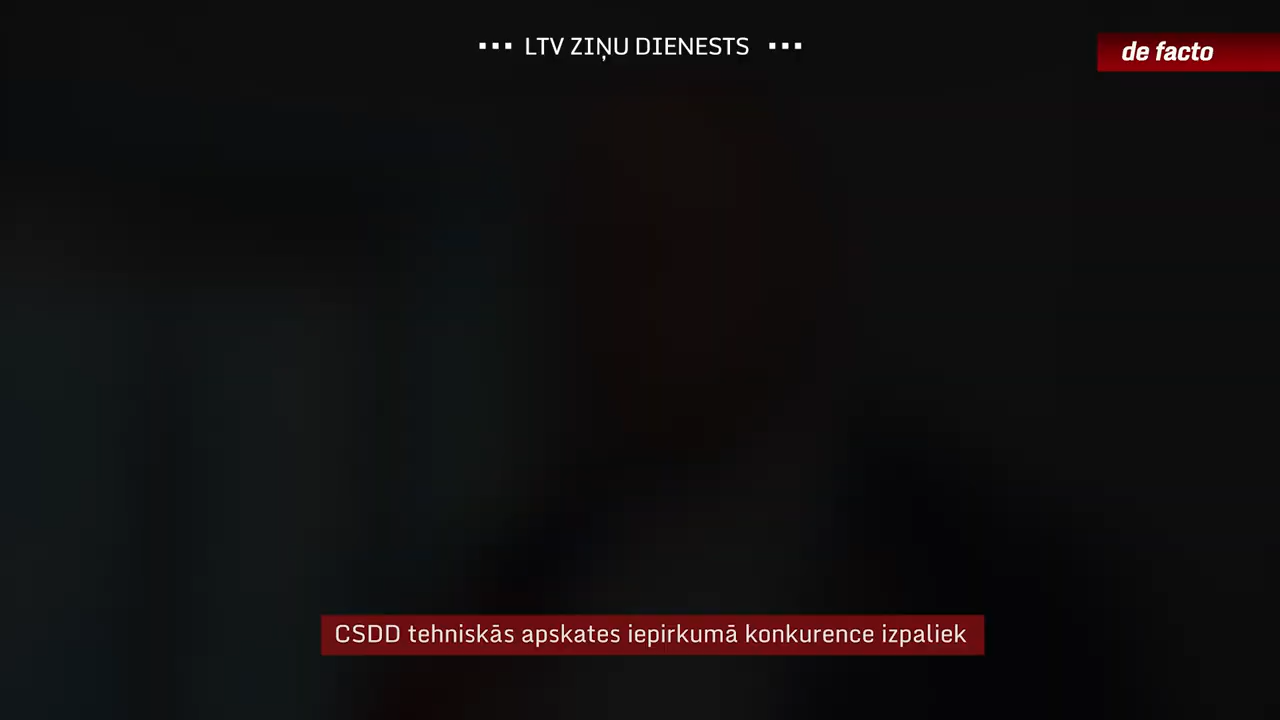 LTV ZIŅU DIENESTS
de facto
CSDD tehniskās apskates iepirkumā konkurence izpaliek